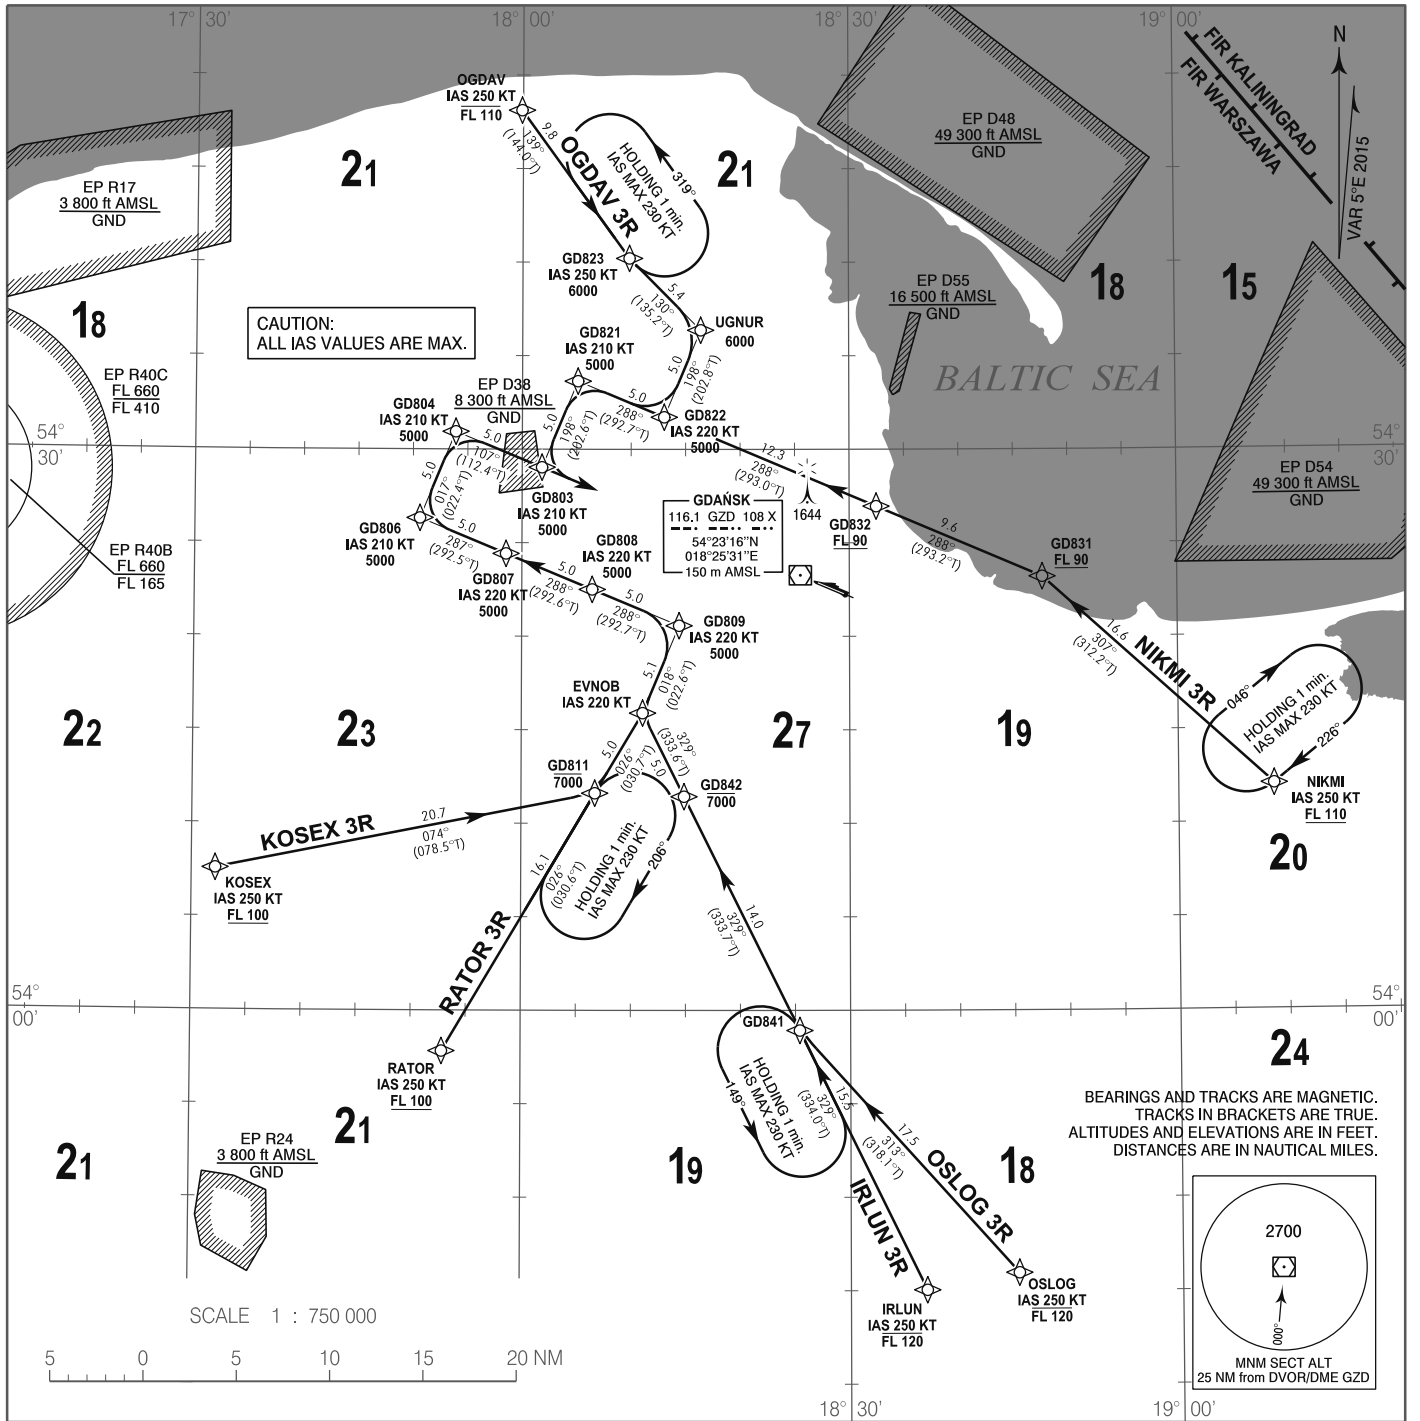 17° 30'
18° 00'
18° 30'
19° 00'
FIR KALININGRAD
FIR WARSZAWA
N
VAR 5°E 2015
OGDAV
IAS 250 KT
FL 110
9.8
139°
(144.0°T)
OGDAV 3R
HOLDING 1 min.
IAS MAX 230 KT
319°
21
21
EP D48
49 300 ft AMSL
GND
EP R17
3 800 ft AMSL
GND
18
GD823
IAS 250 KT
6000
5.4
130°
(135.2°T)
UGNUR
6000
EP D55
16 500 ft AMSL
GND
18
15
CAUTION:
ALL IAS VALUES ARE MAX.
GD821
IAS 210 KT
5000
5.0
198°
(202.8°T)
BALTIC SEA
EP R40C
FL 660
FL 410
EP D38
8 300 ft AMSL
GND
5.0
288°
(292.7°T)
GD822
IAS 220 KT
5000
GD804
IAS 210 KT
5000
5.0
198°
(202.6°T)
54°
30'
5.0
107°
(112.4°T)
12.3
288°
(293.0°T)
54°
30'
EP D54
49 300 ft AMSL
GND
5.0
017°
(022.4°T)
GD803
IAS 210 KT
5000
GDAŃSK
116.1 GZD 108 X
54°23'16"N
018°25'31"E
150 m AMSL
1644
GD832
FL 90
9.6
288°
(293.2°T)
GD831
FL 90
GD806
IAS 210 KT
5000
5.0
287°
(292.5°T)
EP R40B
FL 660
FL 165
GD807
IAS 220 KT
5000
GD808
IAS 220 KT
5000
5.0
288°
(292.6°T)
5.0
288°
(292.7°T)
GD809
IAS 220 KT
5000
16.6
307°
(312.2°T)
NIKMI 3R
5.1
018°
(022.6°T)
EVNOB
IAS 220 KT
046°
HOLDING 1 min.
IAS MAX 230 KT
226°
22
23
27
19
5.0
026°
(030.7°T)
329°
(333.6°T)
5.0
GD811
7000
GD842
7000
NIKMI
IAS 250 KT
FL 110
KOSEX 3R
20.7
074°
(078.5°T)
20
KOSEX
IAS 250 KT
FL 100
16.1
026°
(030.6°T)
HOLDING 1 min.
IAS MAX 230 KT
206°
14.0
329°
(333.7°T)
RATOR 3R
54°
00'
54°
00'
GD841
24
RATOR
IAS 250 KT
FL 100
149°
HOLDING 1 min.
IAS MAX 230 KT
15.5
329°
(334.0°T)
17.5
313°
(318.1°T)
BEARINGS AND TRACKS ARE MAGNETIC.
TRACKS IN BRACKETS ARE TRUE.
ALTITUDES AND ELEVATIONS ARE IN FEET.
DISTANCES ARE IN NAUTICAL MILES.
21
EP R24
3 800 ft AMSL
GND
21
19
18
IRLUN 3R
OSLOG 3R
2700
000°
MNM SECT ALT
25 NM from DVOR/DME GZD
OSLOG
IAS 250 KT
FL 120
IRLUN
IAS 250 KT
FL 120
SCALE 1 : 750 000
5 0 5 10 15 20 NM
18° 30'
19° 00'